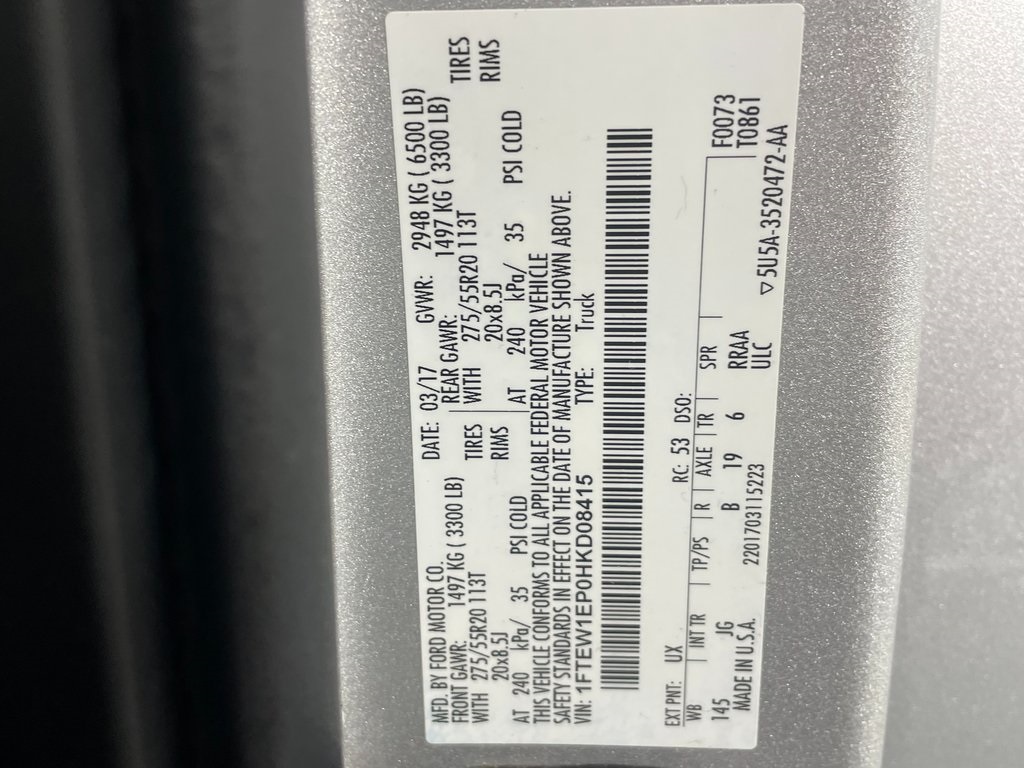 MFD. BY FORD MOTOR CO. DATE: 03/17 GVWR: 2948 KG ( 6500 LB)
FRONT GAWR: 1497 KG ( 3300 LB) REAR GAWR: 1497 KG ( 3300 LB)
WITH 275/55R20 113T TIRES WITH 275/55R20 113T TIRES
20x8.5J RIMS 20x8.5J RIMS
AT 240 kPa/ 35 PSI COLD AT 240 kPa/ 35 PSI COLD
THIS VEHICLE CONFORMS TO ALL APPLICABLE FEDERAL MOTOR VEHICLE
SAFETY STANDARDS IN EFFECT ON THE DATE OF MANUFACTURE SHOWN ABOVE.
VIN: 1FTEW1EP0HKD08415 TYPE: Truck
EXT PNT: UX RC: 53 DSO: F0073
WB INT TR TP/PS R AXLE TR SPR T0861
145 JG B 19 6 RRAA
MADE IN U.S.A. 2201703115223 ULC
▽5U5A-3520472-AA